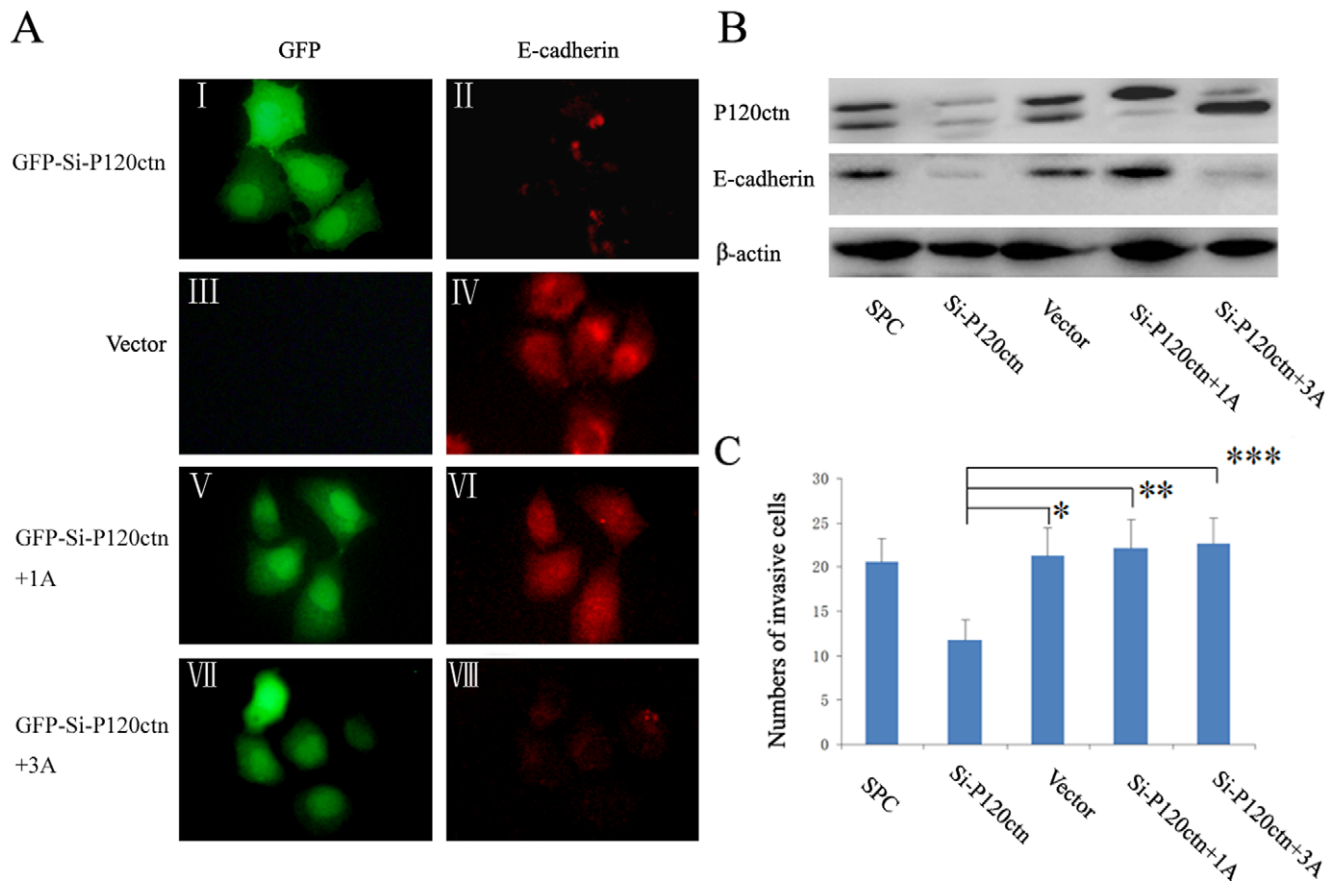 A
GFP
E-cadherin
GFP-Si-P120ctn
I
II
Vector
III
IV
GFP-Si-P120ctn
+1A
V
VI
GFP-Si-P120ctn
+3A
VII
VIII
B
P120ctn
E-cadherin
β-actin
SPC
Si-P120ctn
Vector
Si-P120ctn+1A
Si-P120ctn+3A
C
Numbers of invasive cells
30
25
20
15
10
5
0
*
**
***
SPC
Si-P120ctn
Vector
Si-P120ctn+1A
Si-P120ctn+3A